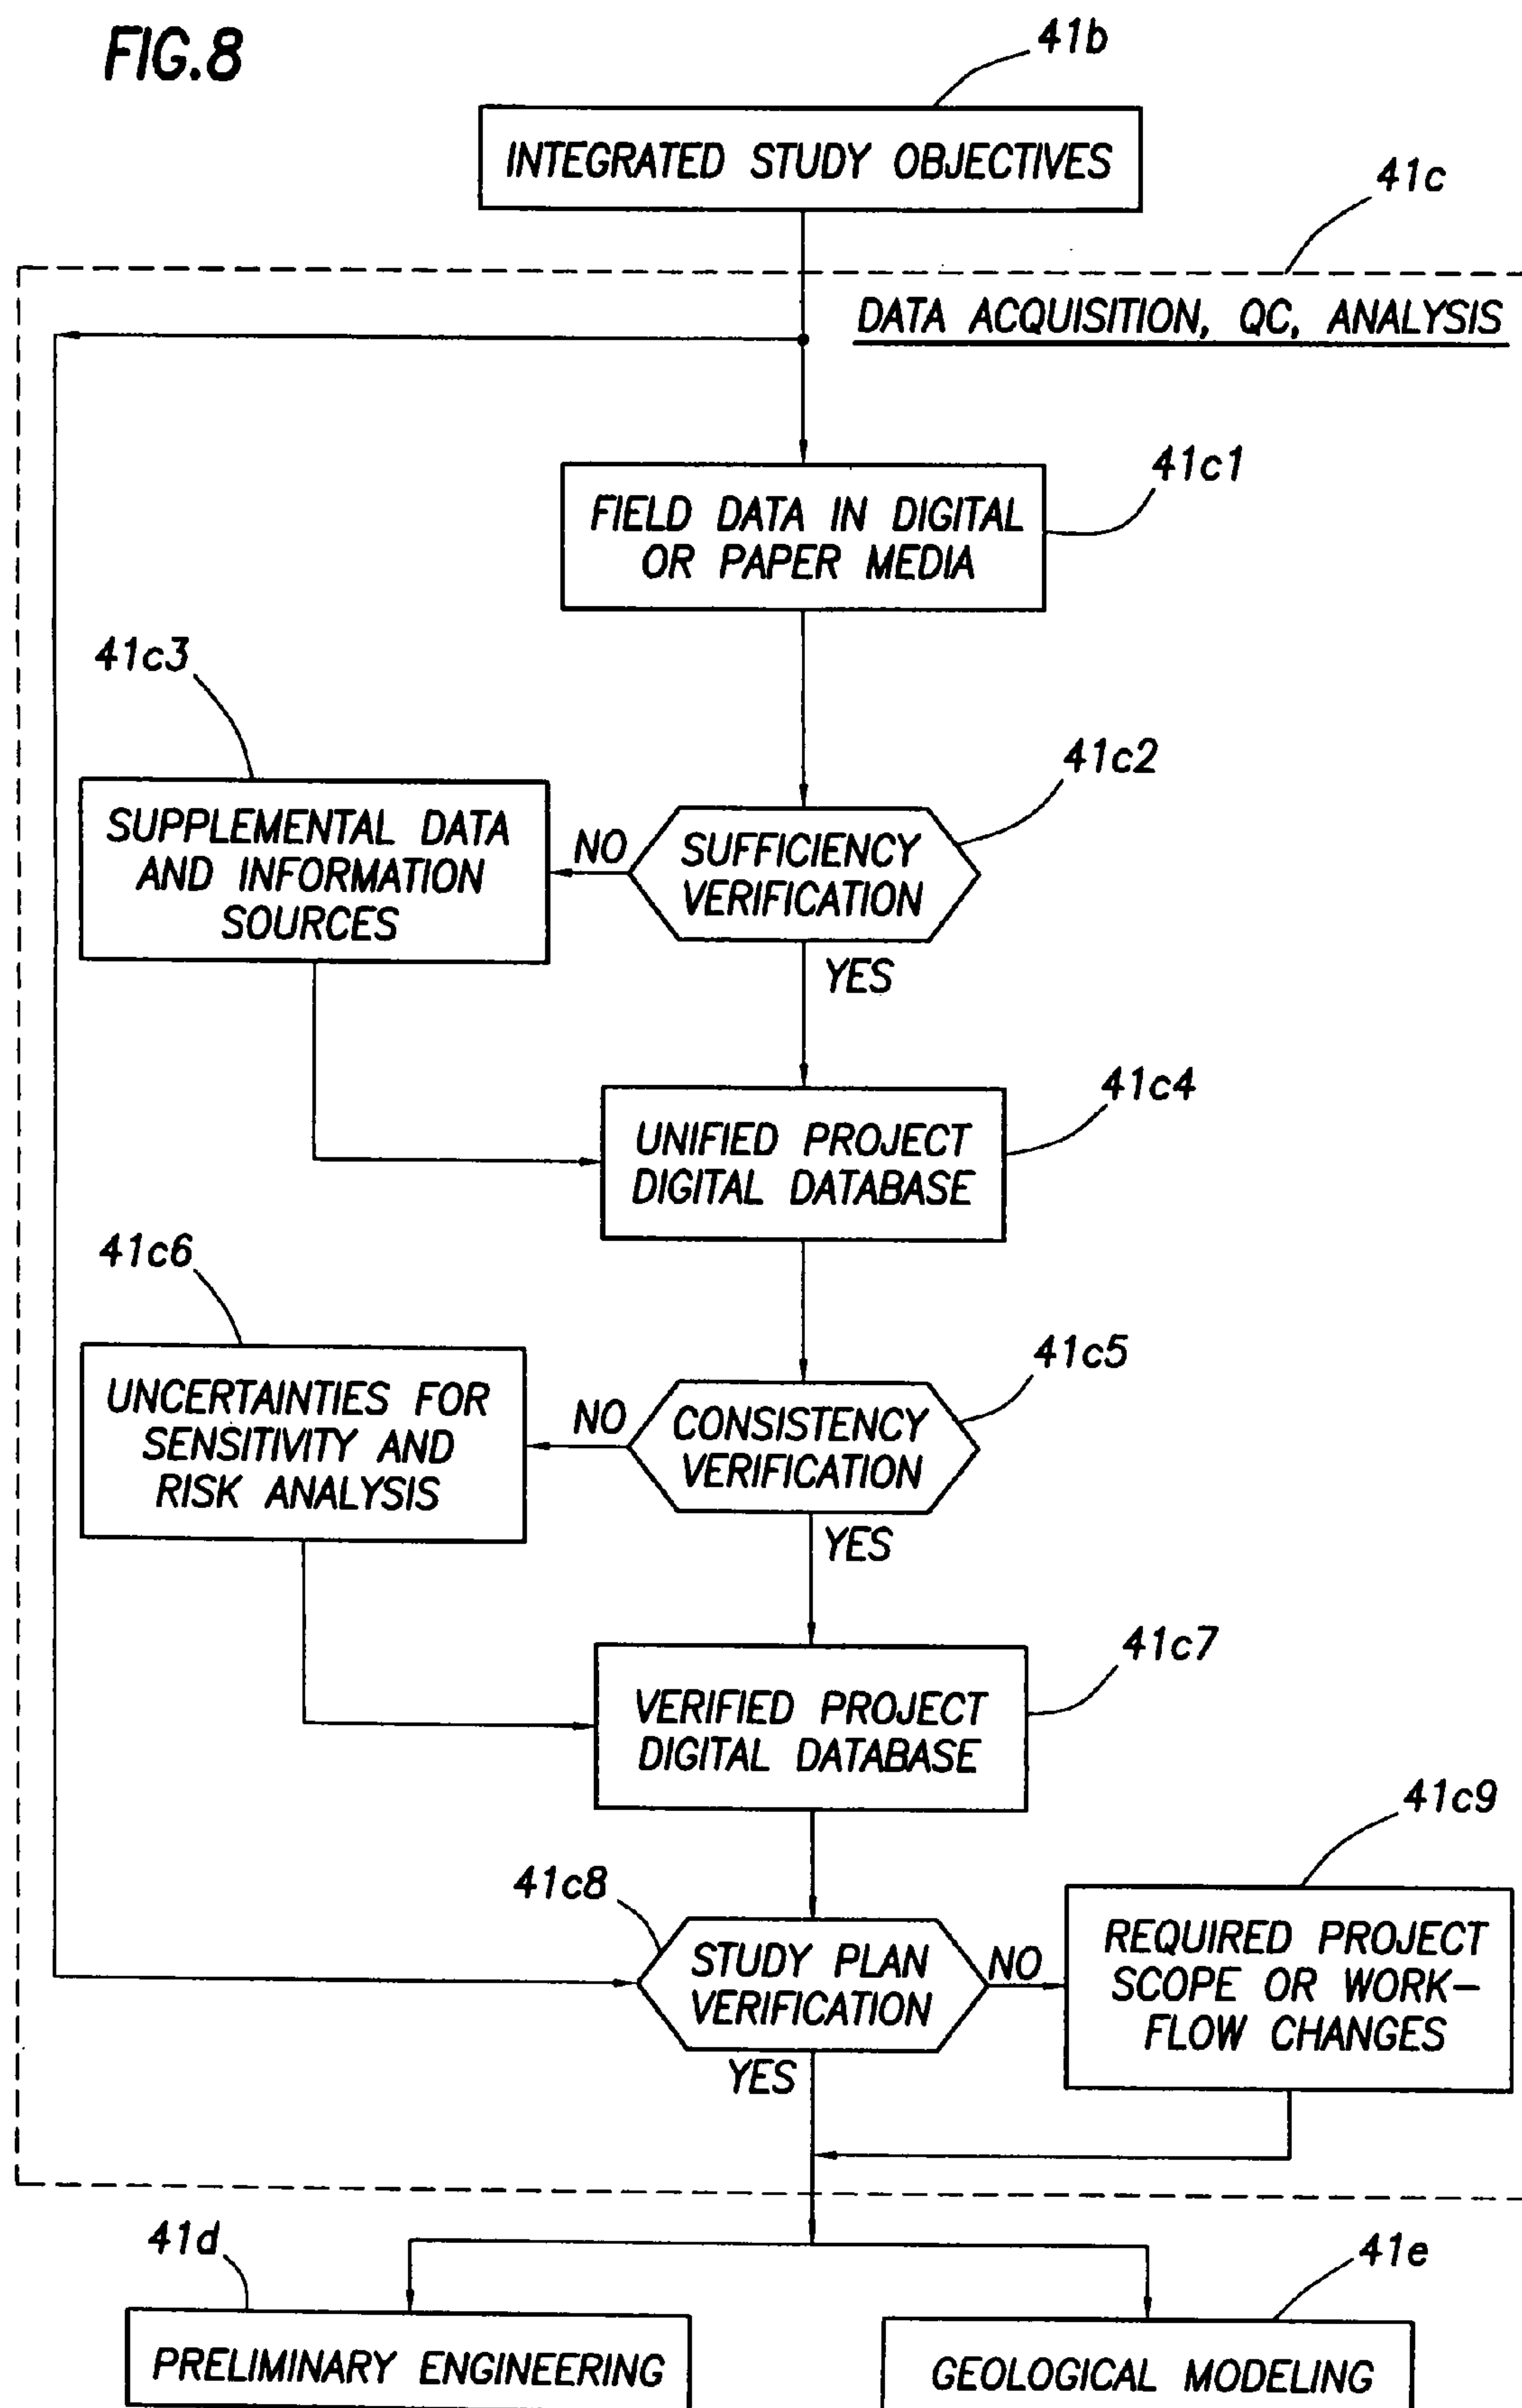 FIG.8
41b
INTEGRATED STUDY OBJECTIVES
41c
DATA ACQUISITION, QC, ANALYSIS
41c1
FIELD DATA IN DIGITAL
OR PAPER MEDIA
41c3
41c2
SUPPLEMENTAL DATA
AND INFORMATION
SOURCES
NO
SUFFICIENCY
VERIFICATION
YES
41c4
UNIFIED PROJECT
DIGITAL DATABASE
41c6
41c5
UNCERTAINTIES FOR
SENSITIVITY AND
RISK ANALYSIS
NO
CONSISTENCY
VERIFICATION
YES
41c7
VERIFIED PROJECT
DIGITAL DATABASE
41c9
41c8
STUDY PLAN
VERIFICATION
NO
REQUIRED PROJECT
SCOPE OR WORK-
FLOW CHANGES
YES
41d
41e
PRELIMINARY ENGINEERING
GEOLOGICAL MODELING